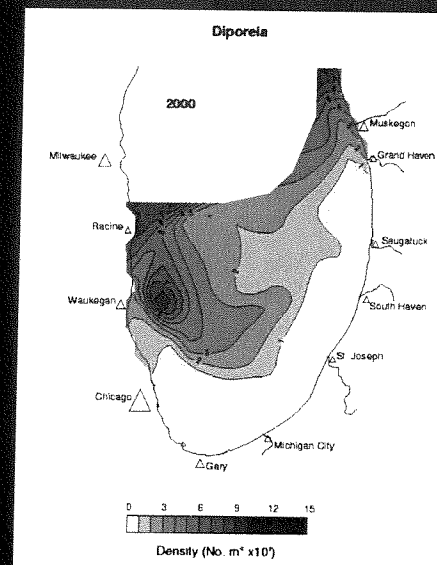 Diporeia
2000
Muskegon
Milwaukee
Grand Haven
Racine
Saugatuck
Waukegan
South Haven
St. Joseph
Chicago
Michigan City
Gary
0 3 6 9 12 15
Density (No. m² x10³)